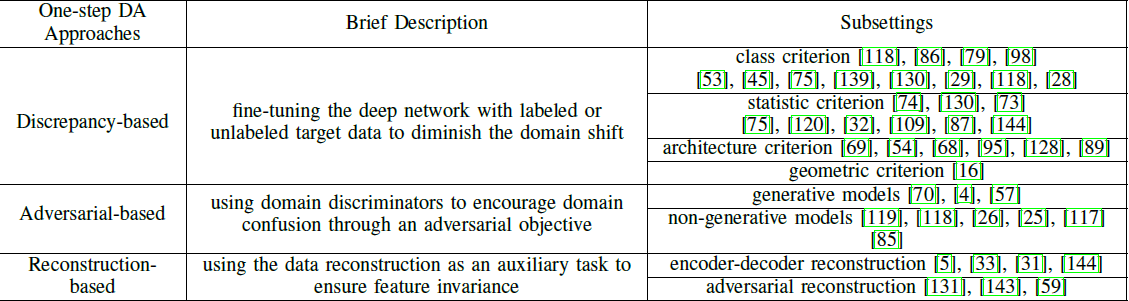 One-step DA Approaches
Brief Description
Subsettings
Discrepancy-based
fine-tuning the deep network with labeled or
unlabeled target data to diminish the domain shift
class criterion [118], [86], [79], [98]
[53], [45], [75], [139], [130], [29], [118], [28]
statistic criterion [74], [130], [73]
[75], [120], [32], [109], [87], [144]
architecture criterion [69], [54], [68], [95], [128], [89]
geometric criterion [16]
Adversarial-based
using domain discriminators to encourage domain
confusion through an adversarial objective
generative models [70], [4], [57]
non-generative models [119], [118], [26], [25], [117]
[85]
Reconstruction-
based
using the data reconstruction as an auxiliary task to
ensure feature invariance
encoder-decoder reconstruction [5], [33], [31], [144]
adversarial reconstruction [131], [143], [59]